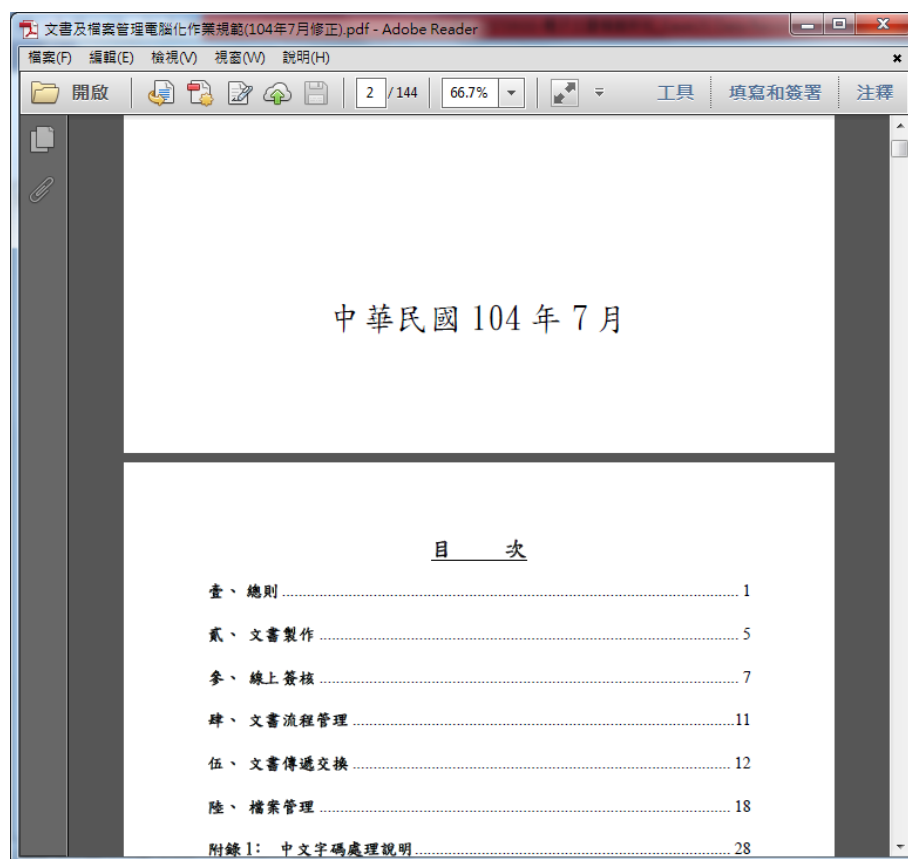 文書及檔案管理電腦化作業規範(104年7月修正).pdf - Adobe Reader
檔案(F) 編輯(E) 檢視(V) 視窗(W) 說明(H)
開啟 2 / 144 66.7% 工具 填寫和簽署 注釋
中華民國 104 年 7 月
目 次
壹、 總則 1
貳、 文書製作 5
參、 線上簽核 7
肆、 文書流程管理 11
伍、 文書傳遞交換 12
陸、 檔案管理 18
附錄 1: 中文字碼處理說明 28